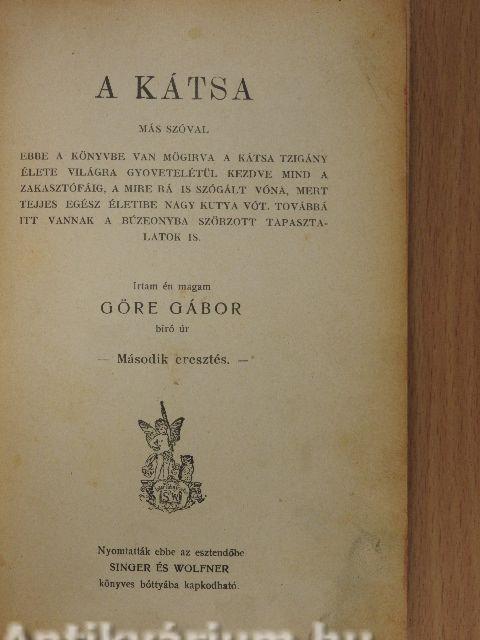 A KÁTSA
MÁS SZÓVAL
EBBE A KÖNYVBE VAN MÖGIRVA A KÁTSA TZIGÁNY
ÉLETE VILÁGRA GYOVETELÉTÜL KEZDVE MIND A
ZAKASZTÓFÁIG, A MIRE RÁ IS SZÓGÁLT VÓNA, MERT
TEJJES EGÉSZ ÉLETIBE NAGY KUTYA VÓT. TOVÁBBÁ
ITT VANNAK A BÚZEONYBA SZÖRZOTT TAPASZTA-
LATOK IS.
Irtam én magam
GÖRE GÁBOR
biró úr
— Második eresztés. —
S W
Nyomtatták ebbe az esztendőbe
SINGER ÉS WOLFNER
könyves bóttyába kapkodható.
Antikvárium.hu